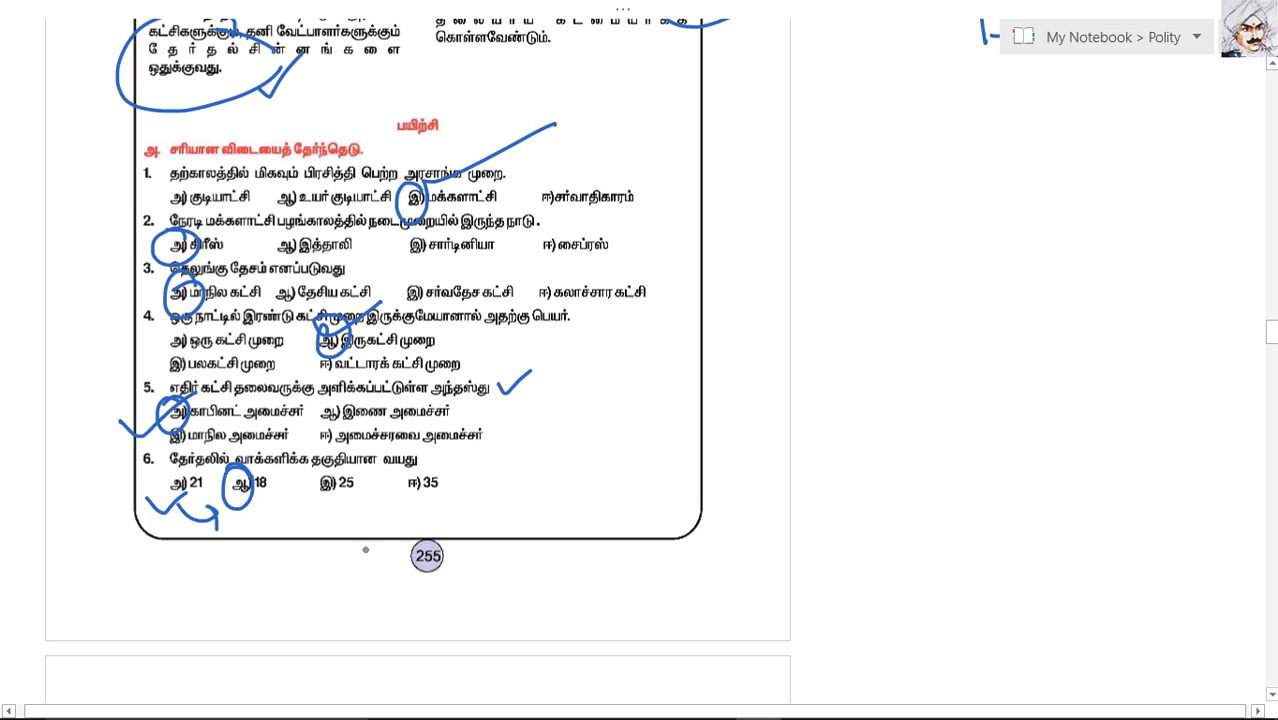 கட்சிகளுக்கும், தனி வேட்பாளர்களுக்கும்
தேர்தல் சின்னங்களை
ஒதுக்குவது.
தலையாய கடமையாகக்
கொள்ளவேண்டும்.
My Notebook > Polity
பயிற்சி
அ. சரியான விடையைத் தேர்ந்தெடு.
1. தற்காலத்தில் மிகவும் பிரசித்தி பெற்ற அரசாங்க முறை.
அ) குடியாட்சி ஆ) உயர் குடியாட்சி இ) மக்களாட்சி ஈ) சர்வாதிகாரம்
2. நேரடி மக்களாட்சி பழங்காலத்தில் நடைமுறையில் இருந்த நாடு.
அ) கிரீஸ் ஆ) இத்தாலி இ) சார்டினியா ஈ) சைப்ரஸ்
3. தெலுங்கு தேசம் எனப்படுவது
அ) மாநில கட்சி ஆ) தேசிய கட்சி இ) சர்வதேச கட்சி ஈ) கலாச்சார கட்சி
4. ஒரு நாட்டில் இரண்டு கட்சிமுறை இருக்குமேயானால் அதற்கு பெயர்.
அ) ஒரு கட்சி முறை ஆ) இருகட்சி முறை
இ) பலகட்சி முறை ஈ) வட்டாரக் கட்சி முறை
5. எதிர் கட்சி தலைவருக்கு அளிக்கப்பட்டுள்ள அந்தஸ்து
அ) காபினட் அமைச்சர் ஆ) இணை அமைச்சர்
இ) மாநில அமைச்சர் ஈ) அமைச்சரவை அமைச்சர்
6. தேர்தலில் வாக்களிக்க தகுதியான வயது
அ) 21 ஆ) 18 இ) 25 ஈ) 35
255